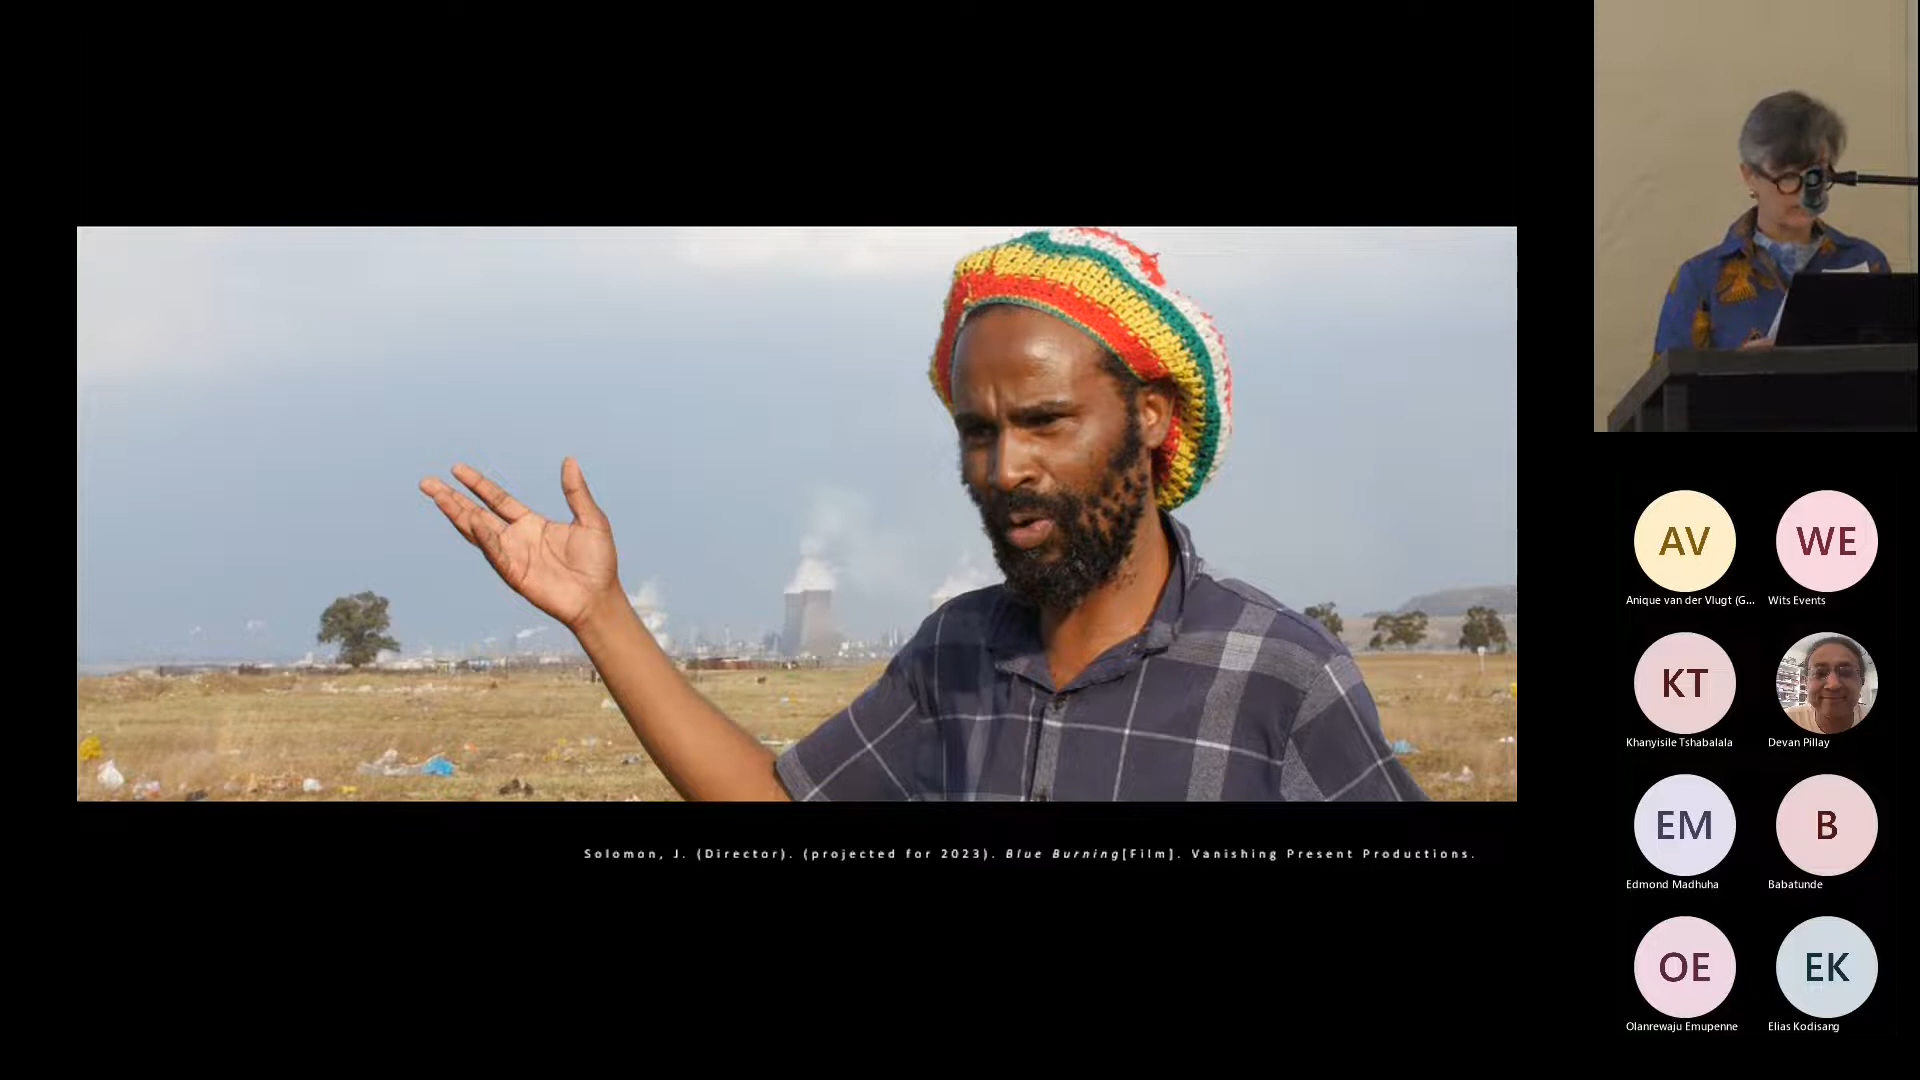 Solomon, J. (Director). (projected for 2023). Blue Burning[Film]. Vanishing Present Productions.
AV
Anique van der Vlugt (G...
WE
Wits Events
KT
Khanyisile Tshabalala
Devan Pillay
EM
Edmond Madhuha
B
Babatunde
OE
Olanrewaju Emupenne
EK
Elias Kodisang